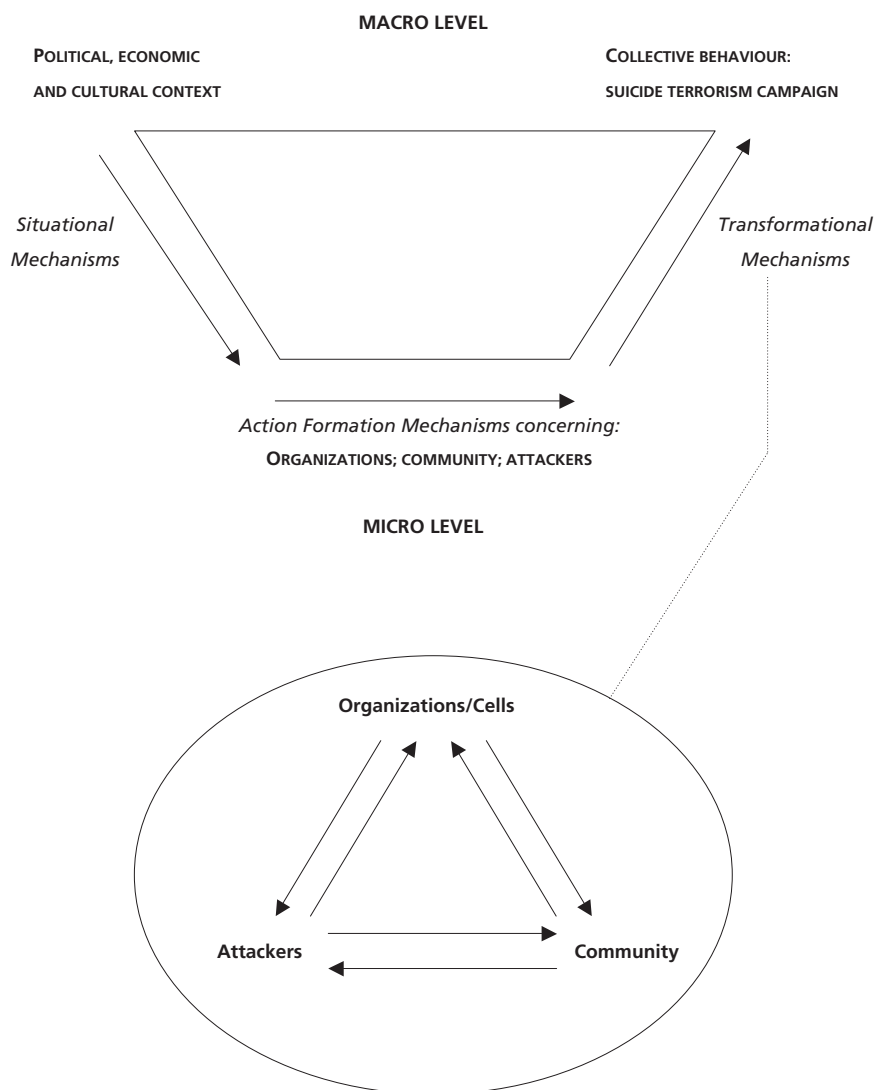 MACRO LEVEL
POLITICAL, ECONOMIC
AND CULTURAL CONTEXT
COLLECTIVE BEHAVIOUR:
SUICIDE TERRORISM CAMPAIGN
Situational
Mechanisms
Transformational
Mechanisms
Action Formation Mechanisms concerning:
ORGANIZATIONS; COMMUNITY; ATTACKERS
MICRO LEVEL
Organizations/Cells
Attackers
Community